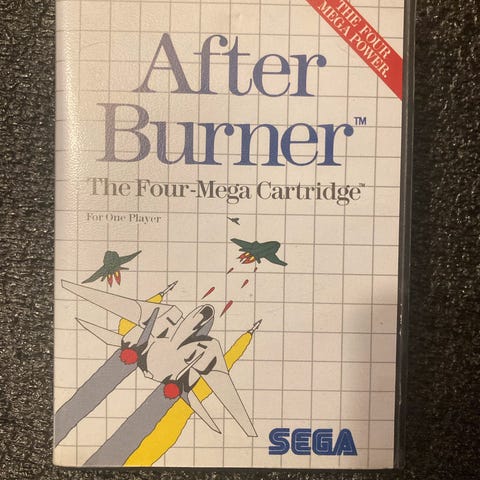 THE FOUR
MEGA POWER.
After
Burner™
The Four-Mega Cartridge™
For One Player
SEGA